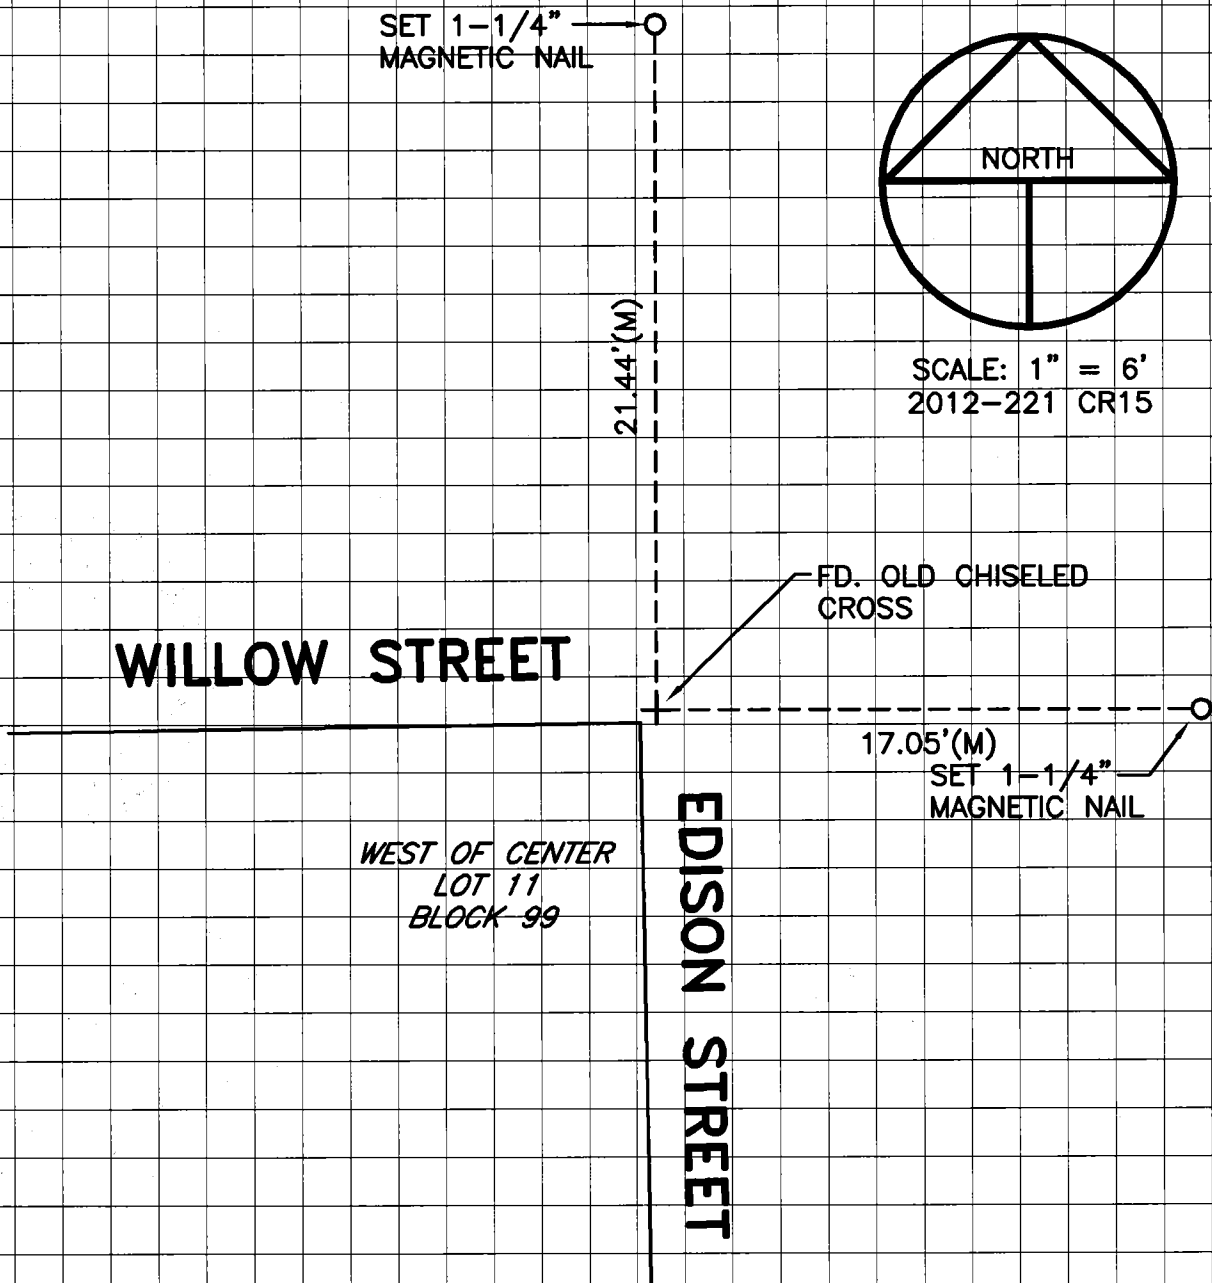 SET 1-1/4"
MAGNETIC NAIL
NORTH
SCALE: 1" = 6'
2012-221 CR15
21.44'(M)
FD. OLD CHISELED
CROSS
WILLOW STREET
17.05'(M)
SET 1-1/4"
MAGNETIC NAIL
WEST OF CENTER
LOT 11
BLOCK 99
EDISON STREET